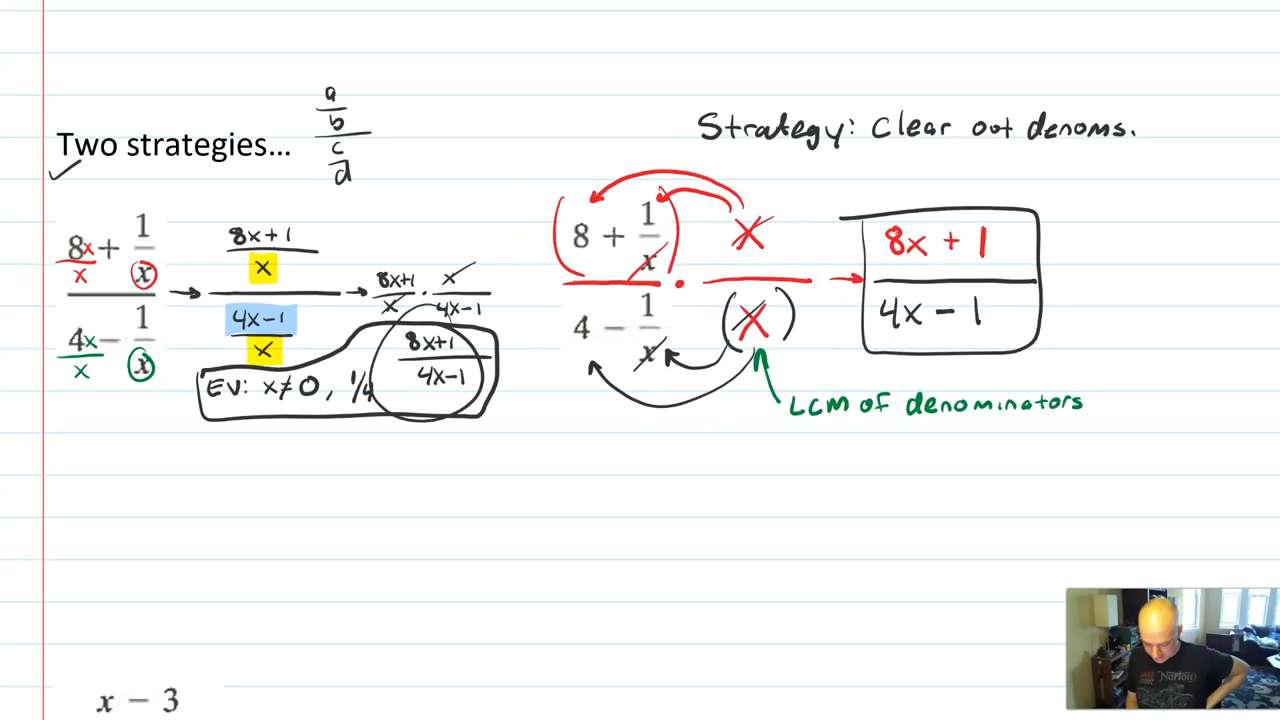 Two strategies...
a
b
c
d
Strategy: Clear out denoms.
8x/x + 1/x
4x/x − 1/x
→
8x+1
x
4x−1
x
→ 8x+1/x · x/4x−1
8x+1
4x−1
EV: x≠0, 1/4
(8 + 1/x) · x
4 − 1/x (x)
→
8x + 1
4x − 1
LCM OF denominators
Norton
x − 3